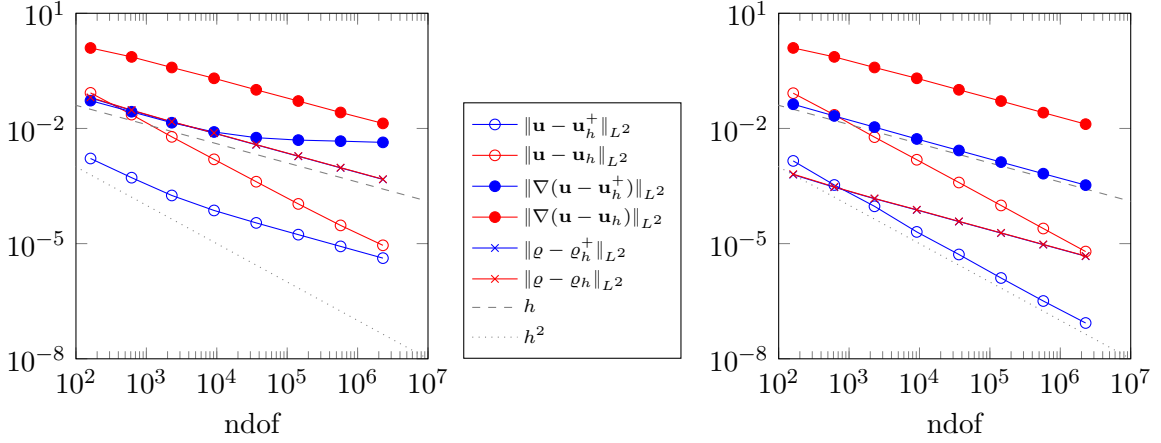 10^1
10^{-2}
10^{-5}
10^{-8}
10^2 10^3 10^4 10^5 10^6 10^7
ndof
‖u − u_h^+‖_{L^2}
‖u − u_h‖_{L^2}
‖∇(u − u_h^+)‖_{L^2}
‖∇(u − u_h)‖_{L^2}
‖ϱ − ϱ_h^+‖_{L^2}
‖ϱ − ϱ_h‖_{L^2}
h
h^2
10^1
10^{-2}
10^{-5}
10^{-8}
10^2 10^3 10^4 10^5 10^6 10^7
ndof